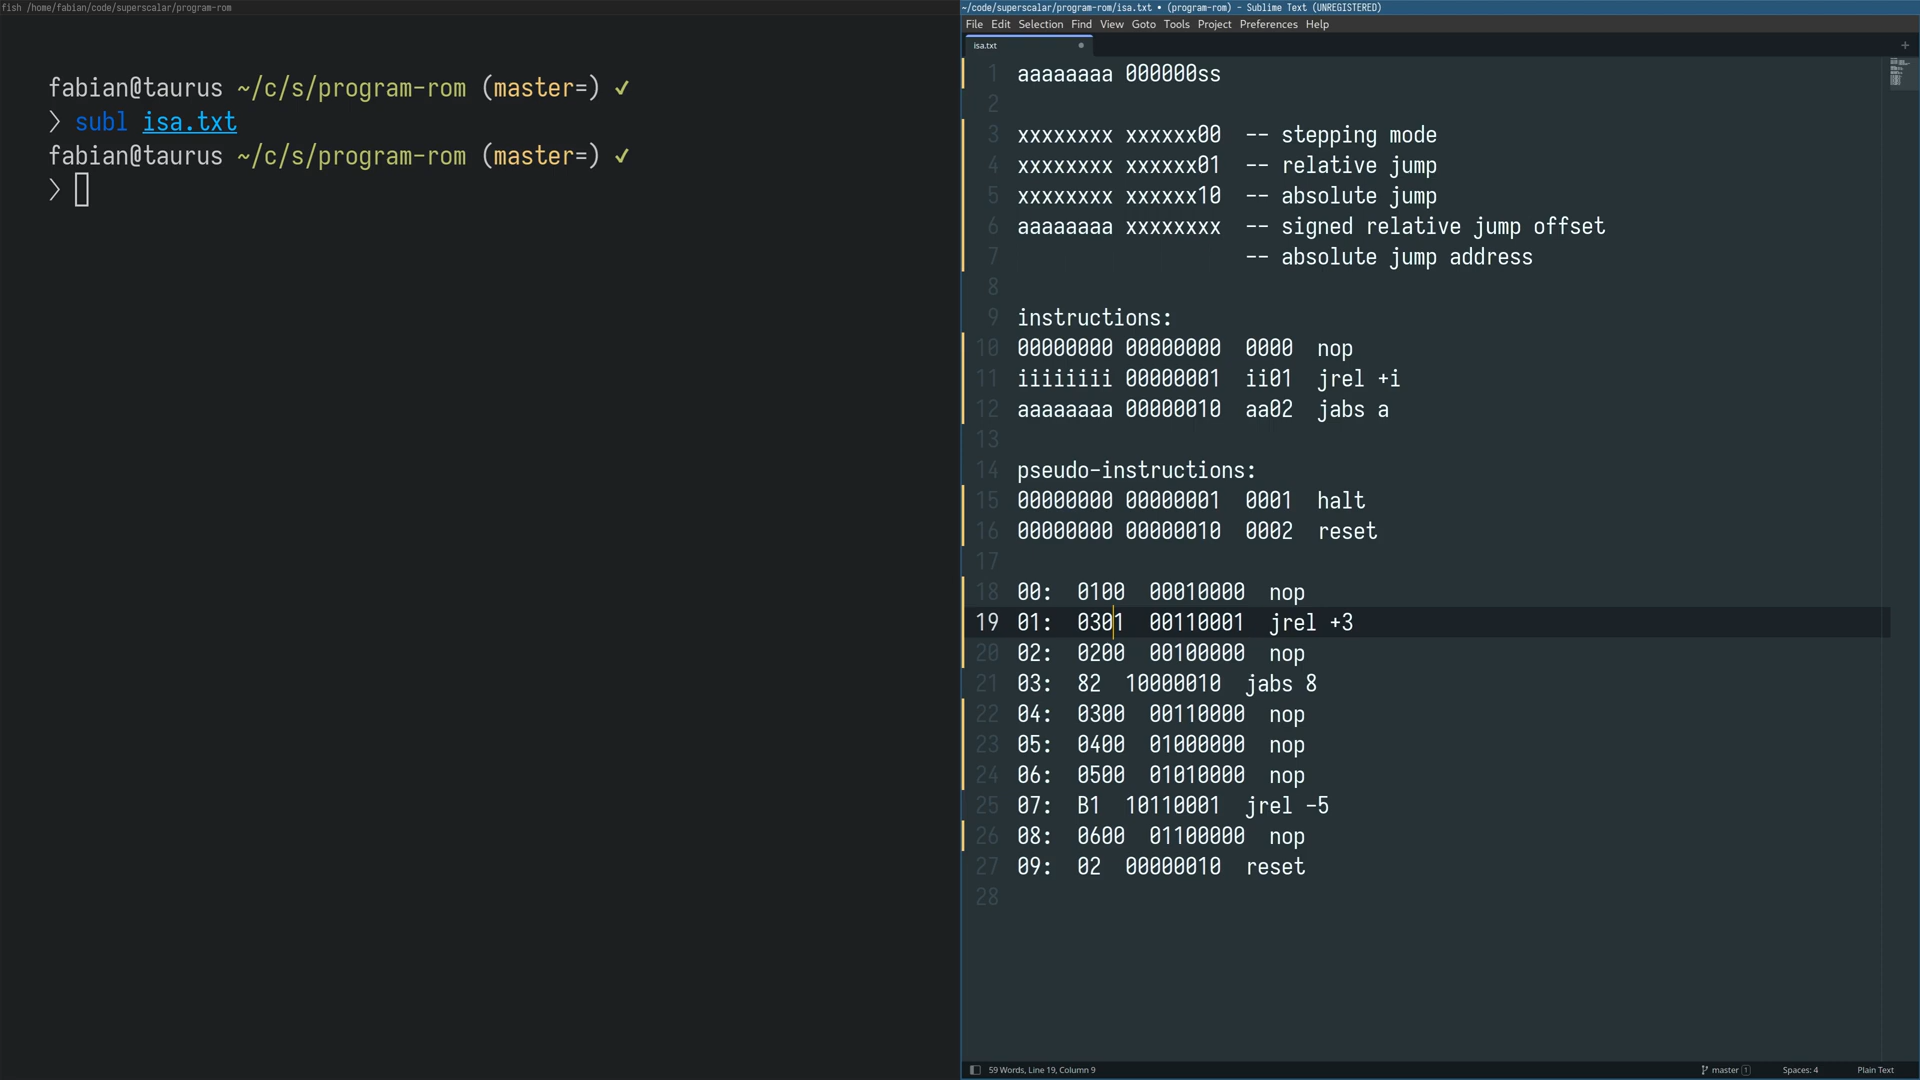 fish /home/fabian/code/superscalar/program-rom
fabian@taurus ~/c/s/program-rom (master=) ✓
> subl isa.txt
fabian@taurus ~/c/s/program-rom (master=) ✓
>
~/code/superscalar/program-rom/isa.txt • (program-rom) - Sublime Text (UNREGISTERED)
File Edit Selection Find View Goto Tools Project Preferences Help
isa.txt
1 aaaaaaaa 000000ss
2
3 xxxxxxxx xxxxxx00 -- stepping mode
4 xxxxxxxx xxxxxx01 -- relative jump
5 xxxxxxxx xxxxxx10 -- absolute jump
6 aaaaaaaa xxxxxxxx -- signed relative jump offset
7 -- absolute jump address
8
9 instructions:
10 00000000 00000000 0000 nop
11 iiiiiiii 00000001 ii01 jrel +i
12 aaaaaaaa 00000010 aa02 jabs a
13
14 pseudo-instructions:
15 00000000 00000001 0001 halt
16 00000000 00000010 0002 reset
17
18 00: 0100 00010000 nop
19 01: 0301 00110001 jrel +3
20 02: 0200 00100000 nop
21 03: 82 10000010 jabs 8
22 04: 0300 00110000 nop
23 05: 0400 01000000 nop
24 06: 0500 01010000 nop
25 07: B1 10110001 jrel -5
26 08: 0600 01100000 nop
27 09: 02 00000010 reset
28
59 Words, Line 19, Column 9
master 1
Spaces: 4
Plain Text